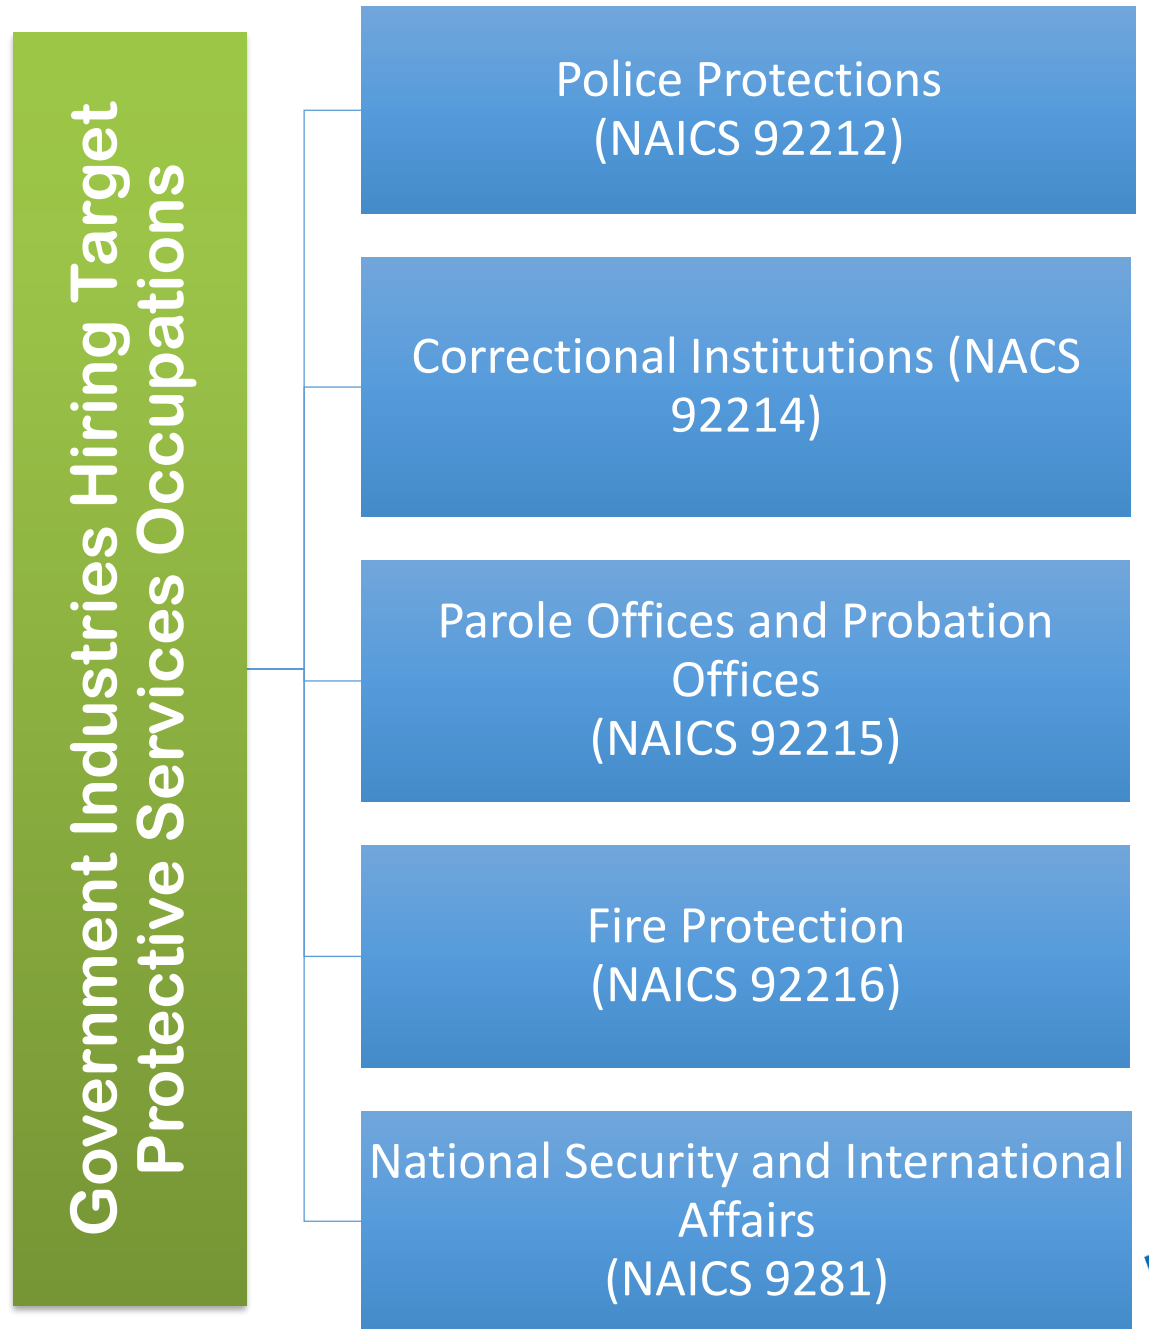 Government Industries Hiring Target
Protective Services Occupations
Police Protections
(NAICS 92212)
Correctional Institutions (NACS
92214)
Parole Offices and Probation
Offices
(NAICS 92215)
Fire Protection
(NAICS 92216)
National Security and International
Affairs
(NAICS 9281)